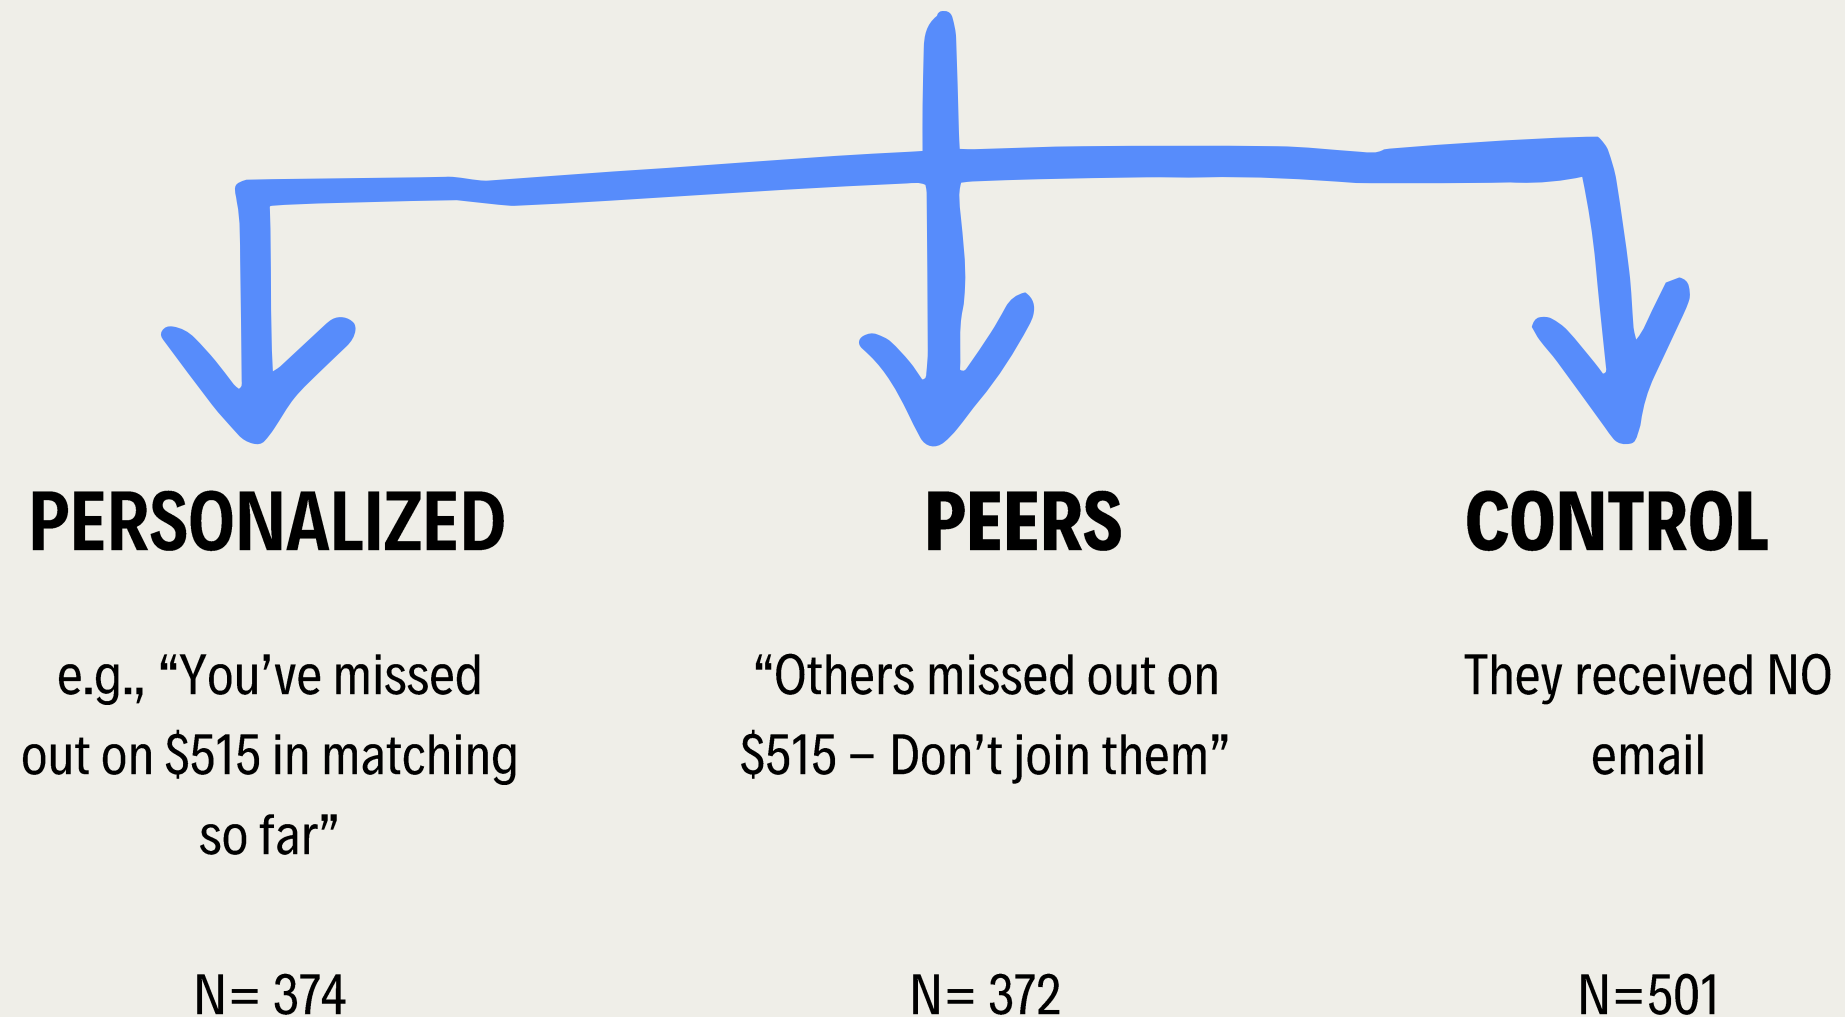 PERSONALIZED
e.g., “You’ve missed
out on $515 in matching
so far”
N= 374
PEERS
“Others missed out on
$515 – Don’t join them”
N= 372
CONTROL
They received NO
email
N=501